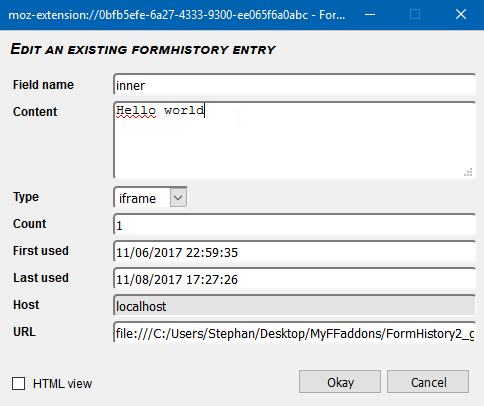 moz-extension://0bfb5efe-6a27-4333-9300-ee065f6a0abc - For...
Edit an existing formhistory entry
Field name inner
Content Hello world
Type iframe
Count 1
First used 11/06/2017 22:59:35
Last used 11/08/2017 17:27:26
Host localhost
URL file:///C:/Users/Stephan/Desktop/MyFFaddons/FormHistory2_g
HTML view Okay Cancel